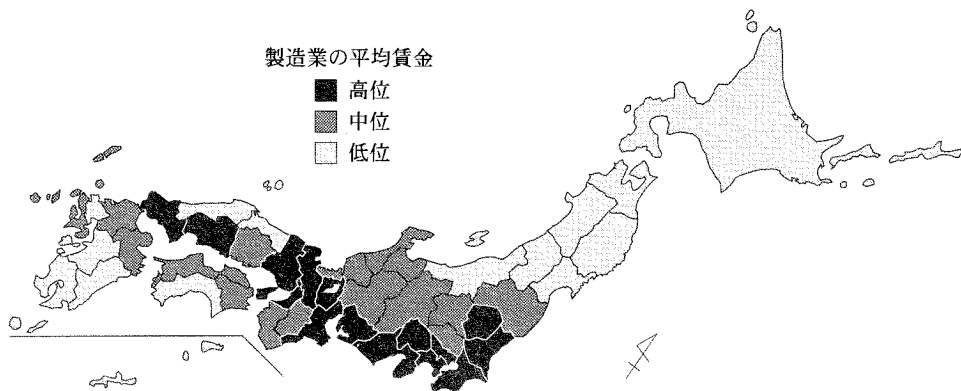 製造業の平均賃金
高位
中位
低位